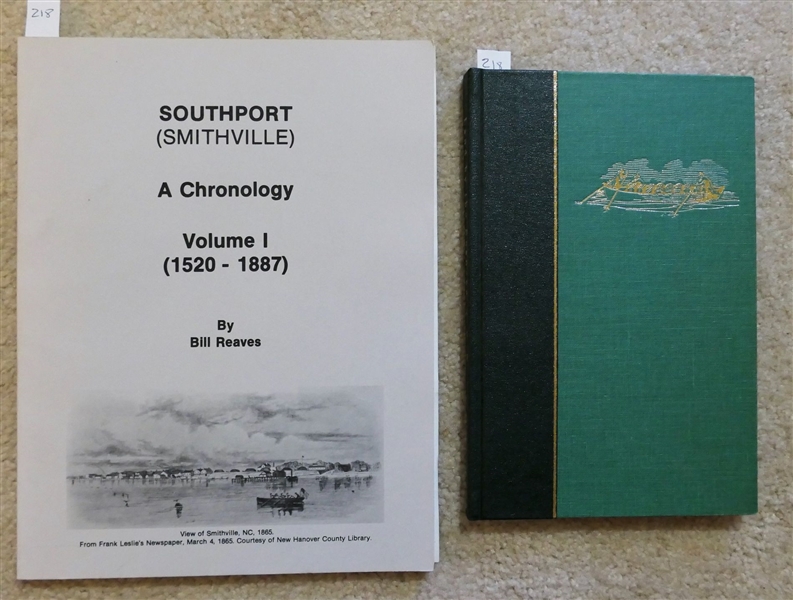 218
SOUTHPORT
(SMITHVILLE)
A Chronology
Volume I
(1520 - 1887)
By
Bill Reaves
View of Smithville, NC, 1865.
From Frank Leslie's Newspaper, March 4, 1865. Courtesy of New Hanover County Library.
218